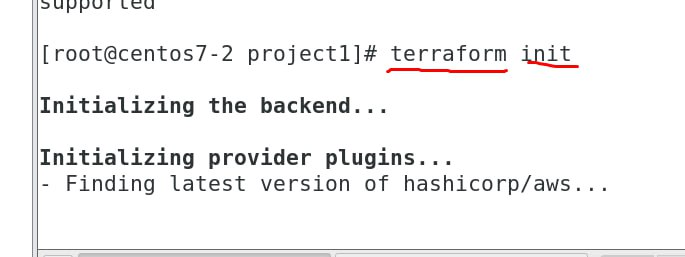 supported
[root@centos7-2 project1]# terraform init
Initializing the backend...
Initializing provider plugins...
- Finding latest version of hashicorp/aws...